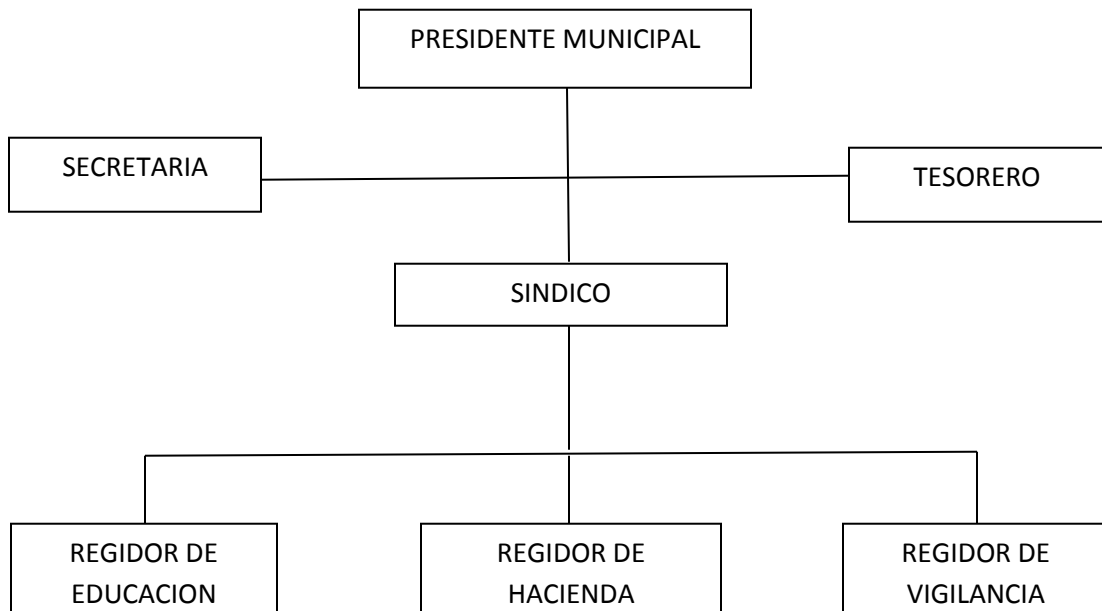 PRESIDENTE MUNICIPAL
SECRETARIA
TESORERO
SINDICO
REGIDOR DE
EDUCACION
REGIDOR DE
HACIENDA
REGIDOR DE
VIGILANCIA